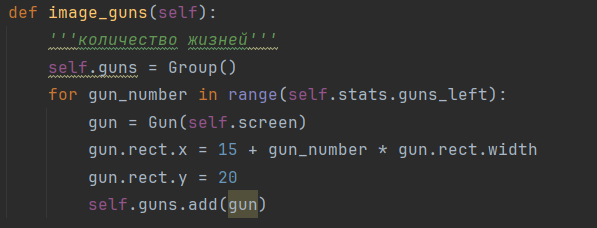 def image_guns(self):
'''количество жизней'''
self.guns = Group()
for gun_number in range(self.stats.guns_left):
gun = Gun(self.screen)
gun.rect.x = 15 + gun_number * gun.rect.width
gun.rect.y = 20
self.guns.add(gun)